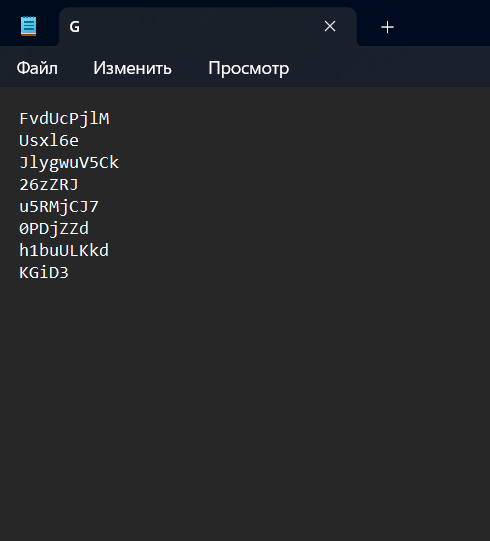 G
Файл Изменить Просмотр
FvdUcPjlM
Usxl6e
JlygwuV5Ck
26zZRJ
u5RMjCJ7
0PDjZZd
h1buULKkd
KGiD3